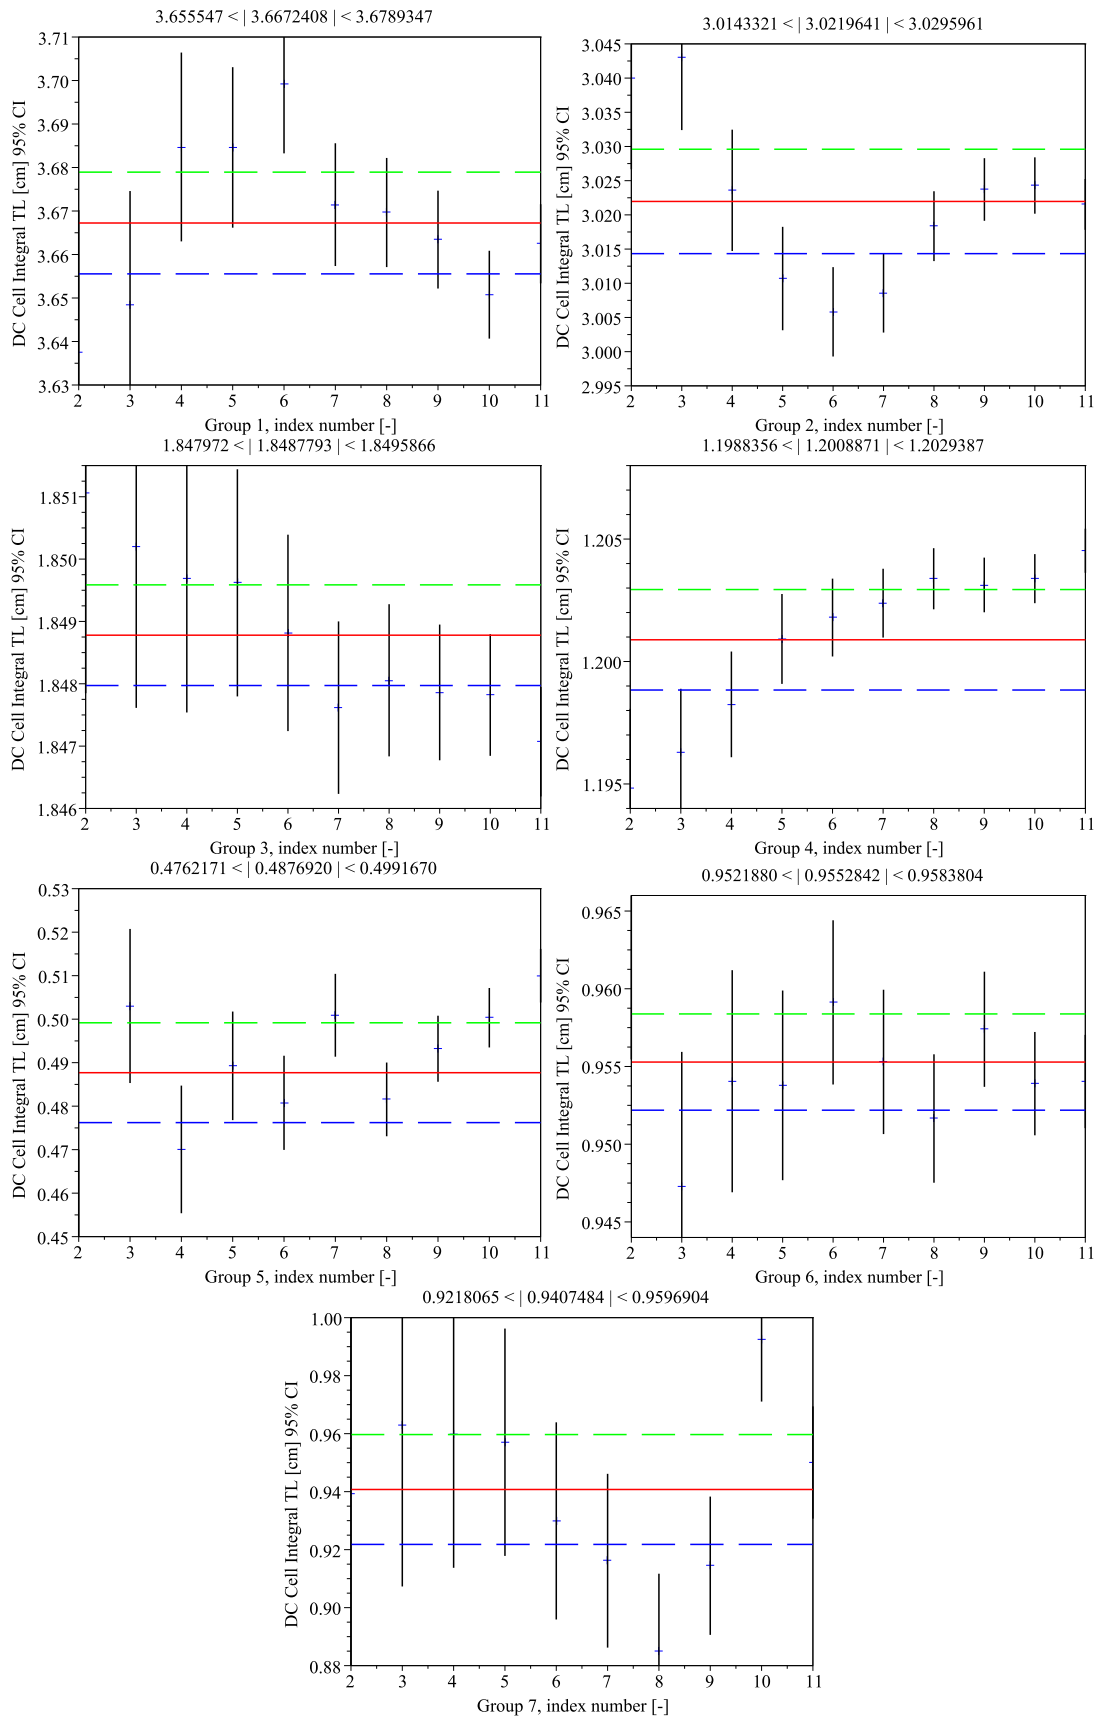 3.655547 < | 3.6672408 | < 3.6789347
DC Cell Integral TL [cm] 95% CI
3.71
3.70
3.69
3.68
3.67
3.66
3.65
3.64
3.63
2 3 4 5 6 7 8 9 10 11
Group 1, index number [-]
3.0143321 < | 3.0219641 | < 3.0295961
DC Cell Integral TL [cm] 95% CI
3.045
3.040
3.035
3.030
3.025
3.020
3.015
3.010
3.005
3.000
2.995
2 3 4 5 6 7 8 9 10 11
Group 2, index number [-]
1.847972 < | 1.8487793 | < 1.8495866
DC Cell Integral TL [cm] 95% CI
1.851
1.850
1.849
1.848
1.847
1.846
2 3 4 5 6 7 8 9 10 11
Group 3, index number [-]
1.1988356 < | 1.2008871 | < 1.2029387
DC Cell Integral TL [cm] 95% CI
1.205
1.200
1.195
2 3 4 5 6 7 8 9 10 11
Group 4, index number [-]
0.4762171 < | 0.4876920 | < 0.4991670
DC Cell Integral TL [cm] 95% CI
0.53
0.52
0.51
0.50
0.49
0.48
0.47
0.46
0.45
2 3 4 5 6 7 8 9 10 11
Group 5, index number [-]
0.9521880 < | 0.9552842 | < 0.9583804
DC Cell Integral TL [cm] 95% CI
0.965
0.960
0.955
0.950
0.945
2 3 4 5 6 7 8 9 10 11
Group 6, index number [-]
0.9218065 < | 0.9407484 | < 0.9596904
DC Cell Integral TL [cm] 95% CI
1.00
0.98
0.96
0.94
0.92
0.90
0.88
2 3 4 5 6 7 8 9 10 11
Group 7, index number [-]